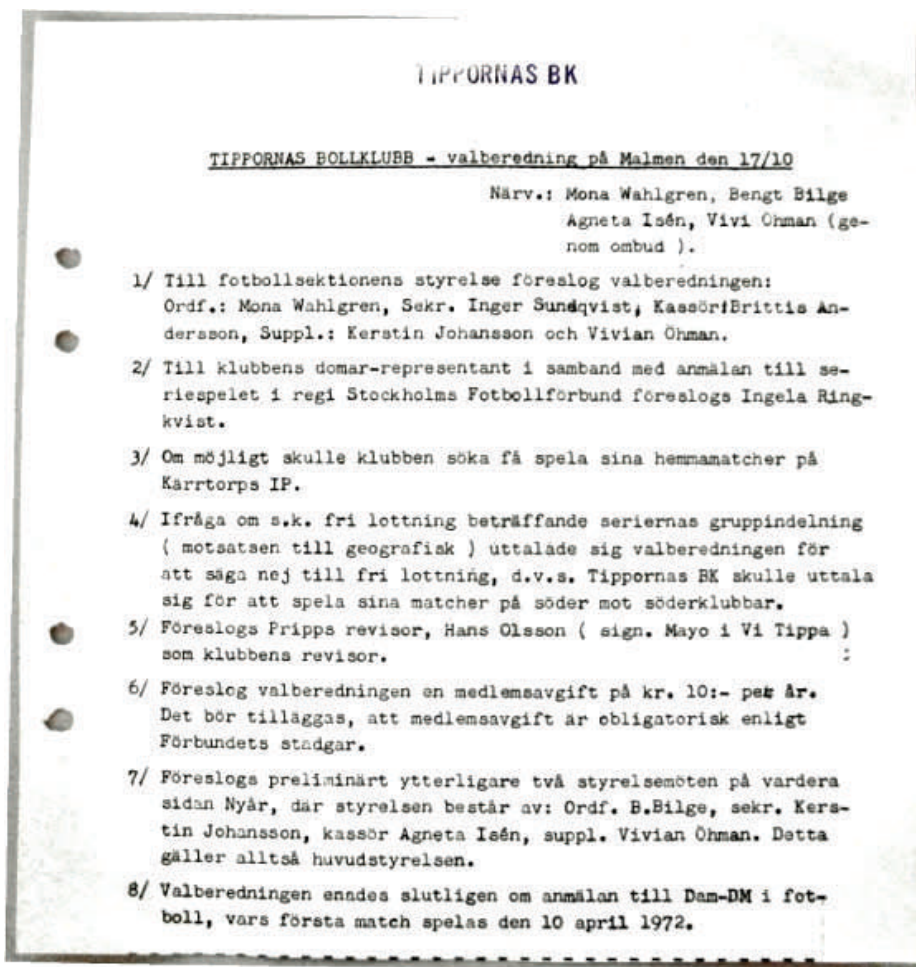 TIPPORNAS BK
TIPPORNAS BOLLKLUBB - valberedning på Malmen den 17/10
Närv.: Mona Wahlgren, Bengt Bilge
Agneta Isén, Vivi Öhman (ge-
nom ombud ).
1/ Till fotbollsektionens styrelse föreslog valberedningen:
Ordf.: Mona Wahlgren, Sekr. Inger Sundqvist, Kassör:Brittis An-
dersson, Suppl.: Kerstin Johansson och Vivian Öhman.
2/ Till klubbens domar-representant i samband med anmälan till se-
riespelet i regi Stockholms Fotbollförbund föreslogs Ingela Ring-
kvist.
3/ Om möjligt skulle klubben söka få spela sina hemmamatcher på
Kärrtorps IP.
4/ Ifråga om s.k. fri lottning beträffande seriernas gruppindelning
( motsatsen till geografisk ) uttalade sig valberedningen för
att säga nej till fri lottning, d.v.s. Tippornas BK skulle uttala
sig för att spela sina matcher på söder mot söderklubbar.
5/ Föreslogs Pripps revisor, Hans Olsson ( sign. Mayo i Vi Tippa )
som klubbens revisor.
6/ Föreslog valberedningen en medlemsavgift på kr. 10:- per år.
Det bör tilläggas, att medlemsavgift är obligatorisk enligt
Förbundets stadgar.
7/ Föreslogs preliminärt ytterligare två styrelsemöten på vardera
sidan Nyår, där styrelsen består av: Ordf. B.Bilge, sekr. Kers-
tin Johansson, kassör Agneta Isén, suppl. Vivian Öhman. Detta
gäller alltså huvudstyrelsen.
8/ Valberedningen enades slutligen om anmälan till Dam-DM i fot-
boll, vars första match spelas den 10 april 1972.